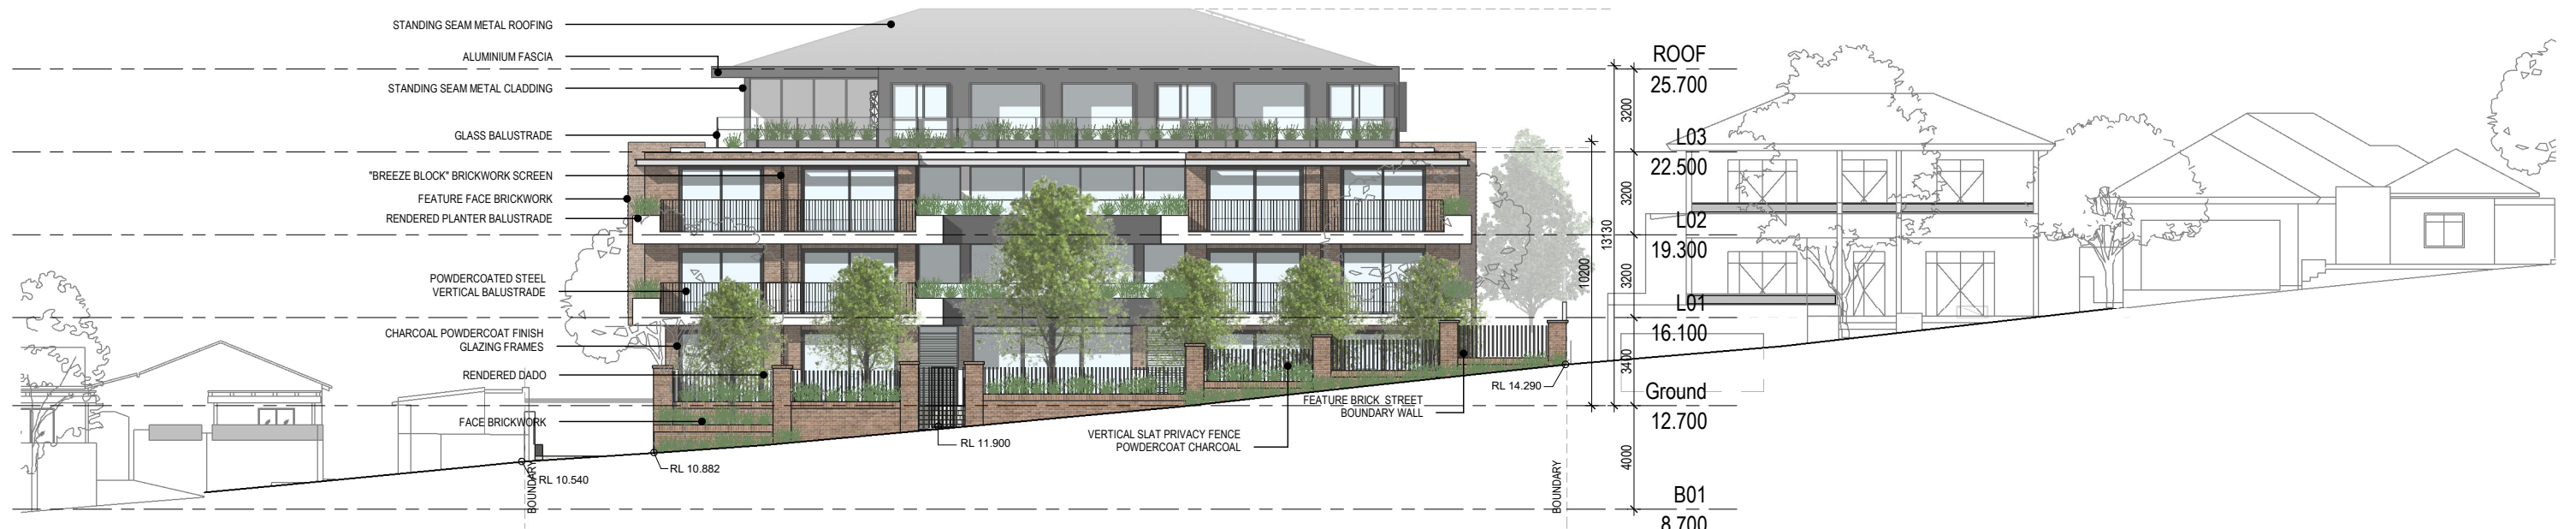 STANDING SEAM METAL ROOFING
ALUMINIUM FASCIA
STANDING SEAM METAL CLADDING
GLASS BALUSTRADE
"BREEZE BLOCK" BRICKWORK SCREEN
FEATURE FACE BRICKWORK
RENDERED PLANTER BALUSTRADE
POWDERCOATED STEEL
VERTICAL BALUSTRADE
CHARCOAL POWDERCOAT FINISH
GLAZING FRAMES
RENDERED DADO
FACE BRICKWORK
RL 10.540
BOUNDARY
RL 10.882
RL 11.900
VERTICAL SLAT PRIVACY FENCE
POWDERCOAT CHARCOAL
FEATURE BRICK STREET
BOUNDARY WALL
RL 14.290
BOUNDARY
10200
13130
3200
3200
3200
3400
4000
ROOF
25.700
L03
22.500
L02
19.300
L01
16.100
Ground
12.700
B01
8.700